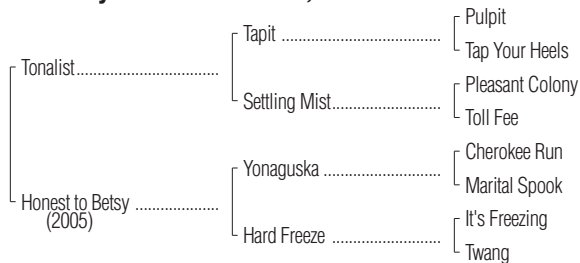 Tonalist
Honest to Betsy
(2005)
Tapit
Settling Mist
Yonaguska
Hard Freeze
Pulpit
Tap Your Heels
Pleasant Colony
Toll Fee
Cherokee Run
Marital Spook
It's Freezing
Twang